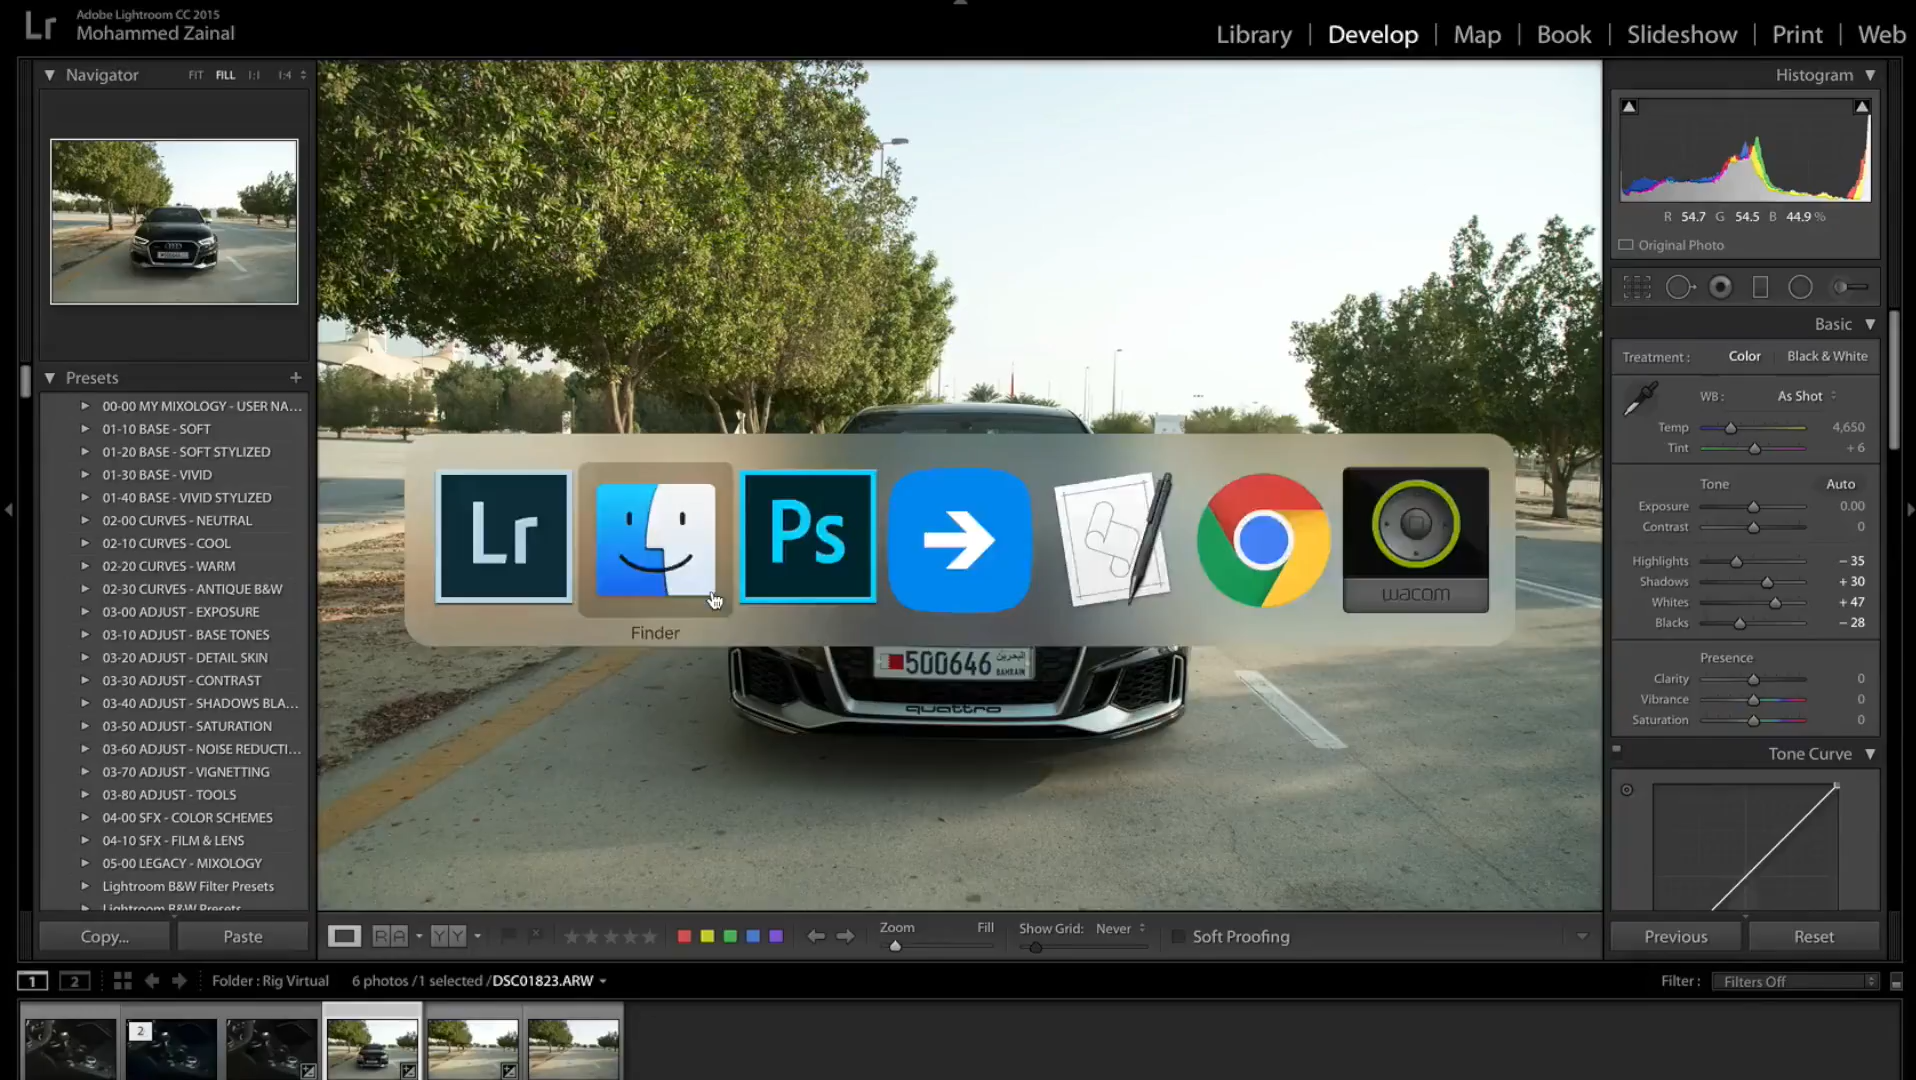 Lr
Adobe Lightroom CC 2015
Mohammed Zainal
Library | Develop | Map | Book | Slideshow | Print | Web
Navigator FIT FILL 1:1 1:4
Presets +
00-00 MY MIXOLOGY - USER NA...
01-10 BASE - SOFT
01-20 BASE - SOFT STYLIZED
01-30 BASE - VIVID
01-40 BASE - VIVID STYLIZED
02-00 CURVES - NEUTRAL
02-10 CURVES - COOL
02-20 CURVES - WARM
02-30 CURVES - ANTIQUE B&W
03-00 ADJUST - EXPOSURE
03-10 ADJUST - BASE TONES
03-20 ADJUST - DETAIL SKIN
03-30 ADJUST - CONTRAST
03-40 ADJUST - SHADOWS BLA...
03-50 ADJUST - SATURATION
03-60 ADJUST - NOISE REDUCTI...
03-70 ADJUST - VIGNETTING
03-80 ADJUST - TOOLS
04-00 SFX - COLOR SCHEMES
04-10 SFX - FILM & LENS
05-00 LEGACY - MIXOLOGY
Lightroom B&W Filter Presets
Lightroom B&W Presets
Copy... Paste
Lr
Ps
wacom
Finder
500646 البحرين
BAHRAIN
quattro
Histogram
R 54.7 G 54.5 B 44.9 %
Original Photo
Basic
Treatment : Color Black & White
WB : As Shot
Temp 4,650
Tint + 6
Tone Auto
Exposure 0.00
Contrast 0
Highlights – 35
Shadows + 30
Whites + 47
Blacks – 28
Presence
Clarity 0
Vibrance 0
Saturation 0
Tone Curve
Previous Reset
R A Y Y
Zoom Fill
Show Grid: Never
Soft Proofing
1 2 Folder : Rig Virtual 6 photos / 1 selected / DSC01823.ARW
Filter : Filters Off
2